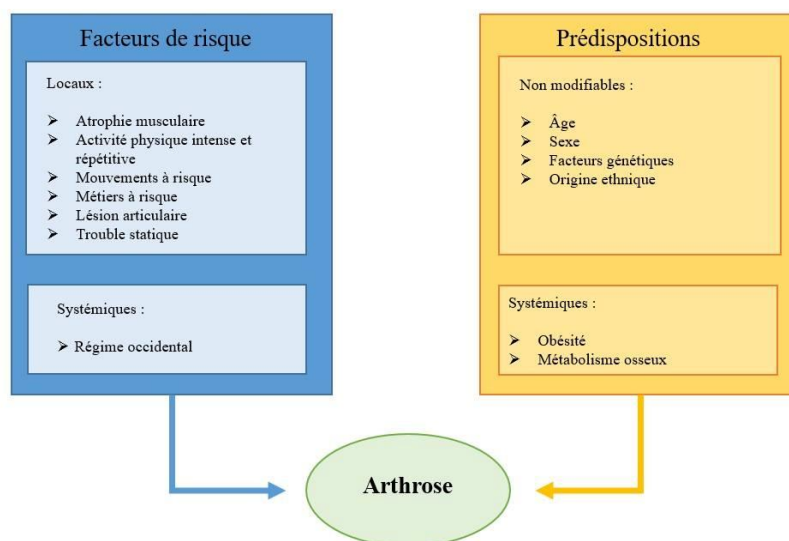 Facteurs de risque
Locaux :
➤ Atrophie musculaire
➤ Activité physique intense et
répétitive
➤ Mouvements à risque
➤ Métiers à risque
➤ Lésion articulaire
➤ Trouble statique
Systémiques :
➤ Régime occidental
Prédispositions
Non modifiables :
➤ Âge
➤ Sexe
➤ Facteurs génétiques
➤ Origine ethnique
Systémiques :
➤ Obésité
➤ Métabolisme osseux
Arthrose